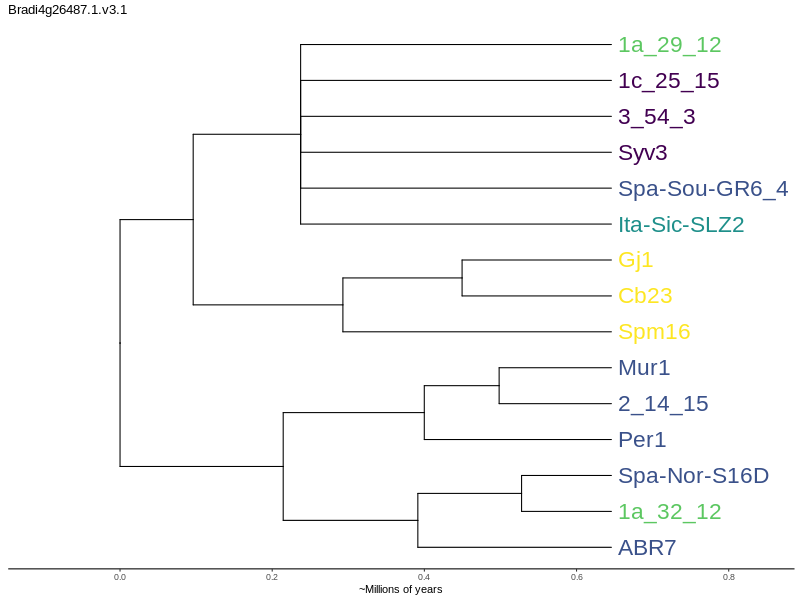 Bradi4g26487.1.v3.1
1a_29_12
1c_25_15
3_54_3
Syv3
Spa-Sou-GR6_4
Ita-Sic-SLZ2
Gj1
Cb23
Spm16
Mur1
2_14_15
Per1
Spa-Nor-S16D
1a_32_12
ABR7
0.0 0.2 0.4 0.6 0.8
~Millions of years